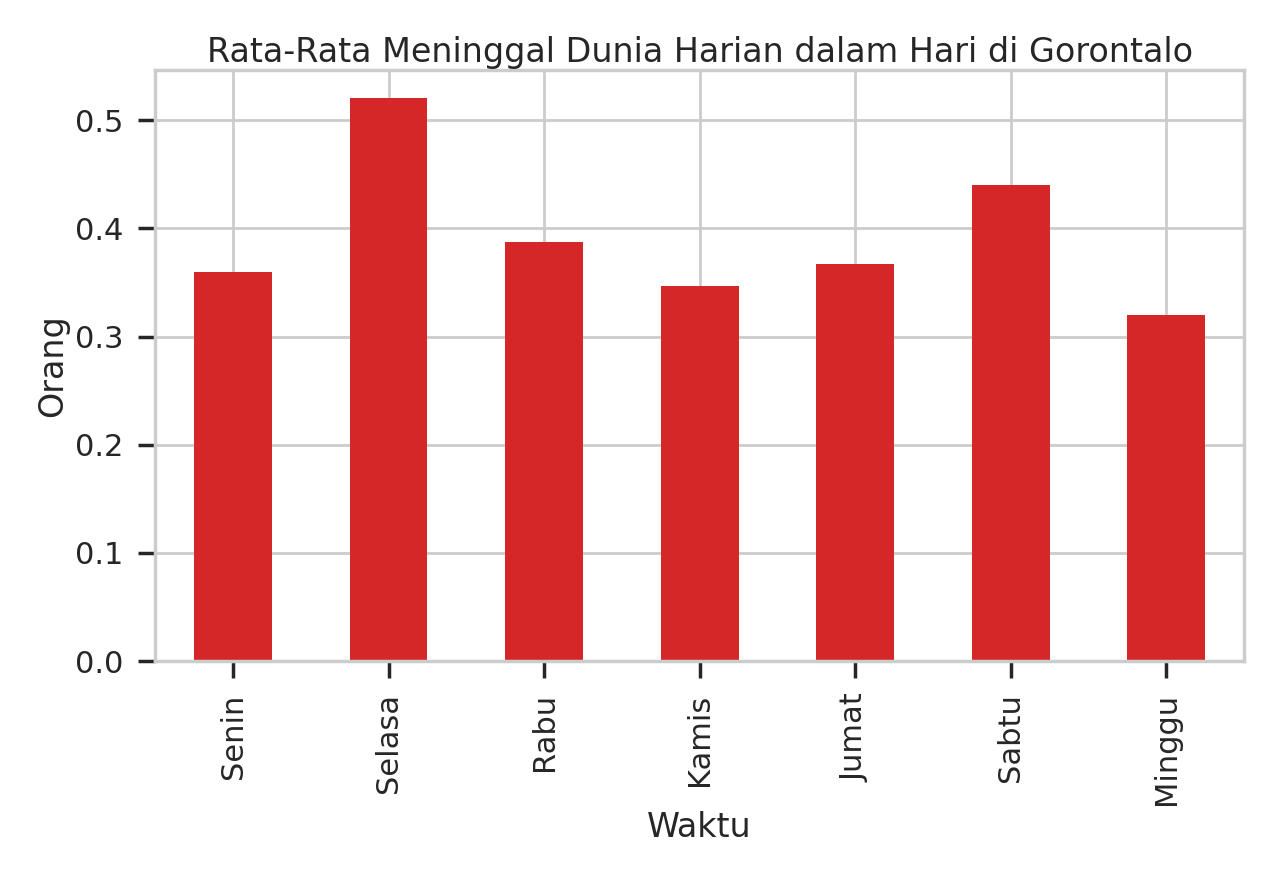 Rata-Rata Meninggal Dunia Harian dalam Hari di Gorontalo
Orang
0.5
0.4
0.3
0.2
0.1
0.0
Senin
Selasa
Rabu
Kamis
Jumat
Sabtu
Minggu
Waktu